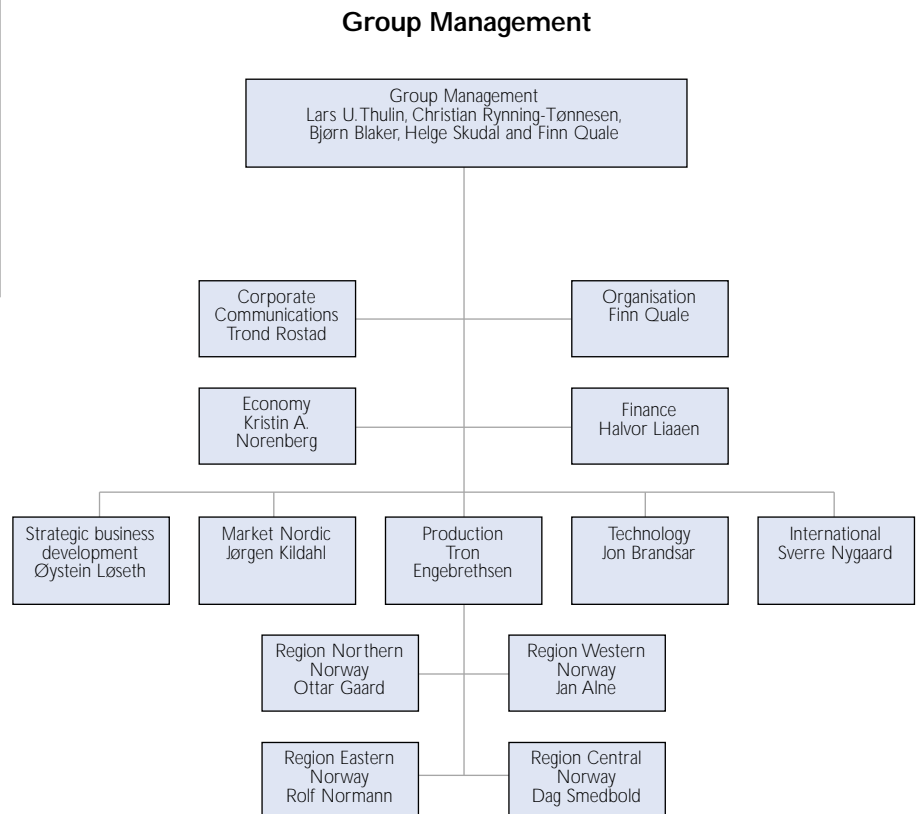 Group Management
Group Management
Lars U. Thulin, Christian Rynning-Tønnesen,
Bjørn Blaker, Helge Skudal and Finn Quale
Corporate
Communications
Trond Rostad
Organisation
Finn Quale
Economy
Kristin A.
Norenberg
Finance
Halvor Liaaen
Strategic business
development
Øystein Løseth
Market Nordic
Jørgen Kildahl
Production
Tron
Engebrethsen
Technology
Jon Brandsar
International
Sverre Nygaard
Region Northern
Norway
Ottar Gaard
Region Western
Norway
Jan Alne
Region Eastern
Norway
Rolf Normann
Region Central
Norway
Dag Smedbold